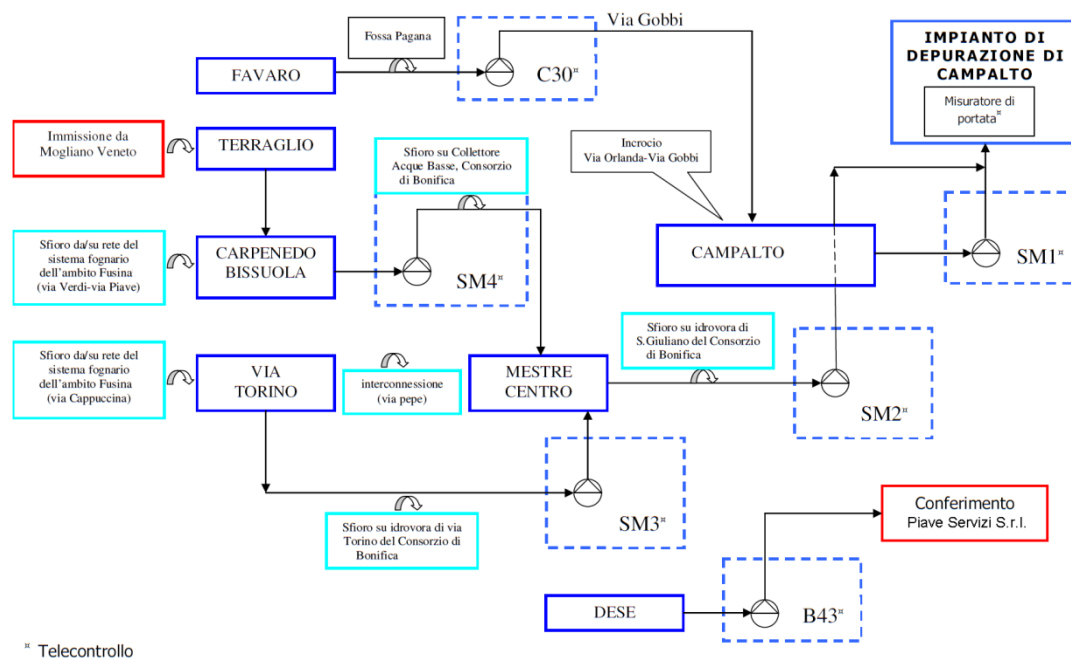 Via Gobbi
Fossa Pagana
C30¤
FAVARO
IMPIANTO DI
DEPURAZIONE DI
CAMPALTO
Misuratore di
portata¤
Immissione da
Mogliano Veneto
TERRAGLIO
Sfioro su Collettore
Acque Basse, Consorzio
di Bonifica
Incrocio
Via Orlanda-Via Gobbi
Sfioro da/su rete del
sistema fognario
dell’ambito Fusina
(via Verdi-via Piave)
CARPENEDO
BISSUOLA
SM4¤
CAMPALTO
SM1¤
Sfioro da/su rete del
sistema fognario
dell’ambito Fusina
(via Cappuccina)
VIA
TORINO
interconnessione
(via pepe)
MESTRE
CENTRO
Sfioro su idrovora di
S.Giuliano del Consorzio
di Bonifica
SM2¤
Sfioro su idrovora di via
Torino del Consorzio di
Bonifica
SM3¤
Conferimento
Piave Servizi S.r.l.
DESE
B43¤
¤ Telecontrollo